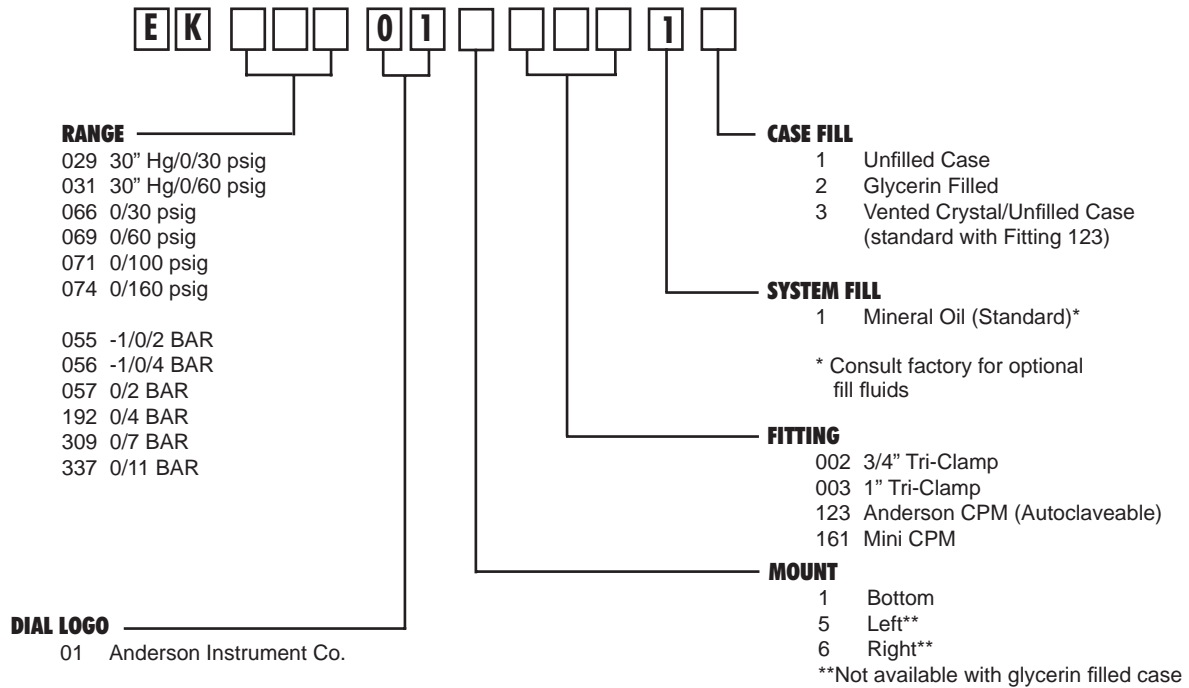 E K 0 1 1
RANGE
029 30” Hg/0/30 psig
031 30” Hg/0/60 psig
066 0/30 psig
069 0/60 psig
071 0/100 psig
074 0/160 psig
055 -1/0/2 BAR
056 -1/0/4 BAR
057 0/2 BAR
192 0/4 BAR
309 0/7 BAR
337 0/11 BAR
DIAL LOGO
01 Anderson Instrument Co.
CASE FILL
1 Unfilled Case
2 Glycerin Filled
3 Vented Crystal/Unfilled Case
(standard with Fitting 123)
SYSTEM FILL
1 Mineral Oil (Standard)*
* Consult factory for optional
fill fluids
FITTING
002 3/4” Tri-Clamp
003 1” Tri-Clamp
123 Anderson CPM (Autoclaveable)
161 Mini CPM
MOUNT
1 Bottom
5 Left**
6 Right**
**Not available with glycerin filled case